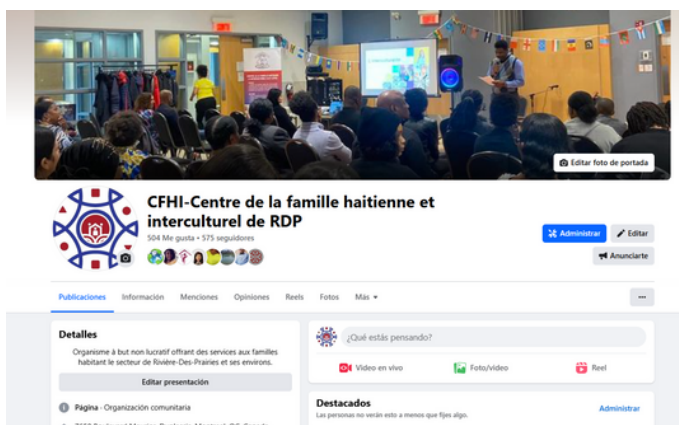 Editar foto de portada
CFHI-Centre de la famille haitienne et
interculturel de RDP
504 Me gusta • 575 seguidores
Administrar
Editar
Anunciarte
Publicaciones Información Menciones Opiniones Reels Fotos Más
Detalles
Organisme à but non lucratif offrant des services aux familles
habitant le secteur de Rivière-Des-Prairies et ses environs.
Editar presentación
Página · Organización comunitaria
¿Qué estás pensando?
Video en vivo Foto/video Reel
Destacados
Las personas no verán esto a menos que fijes algo.
Administrar